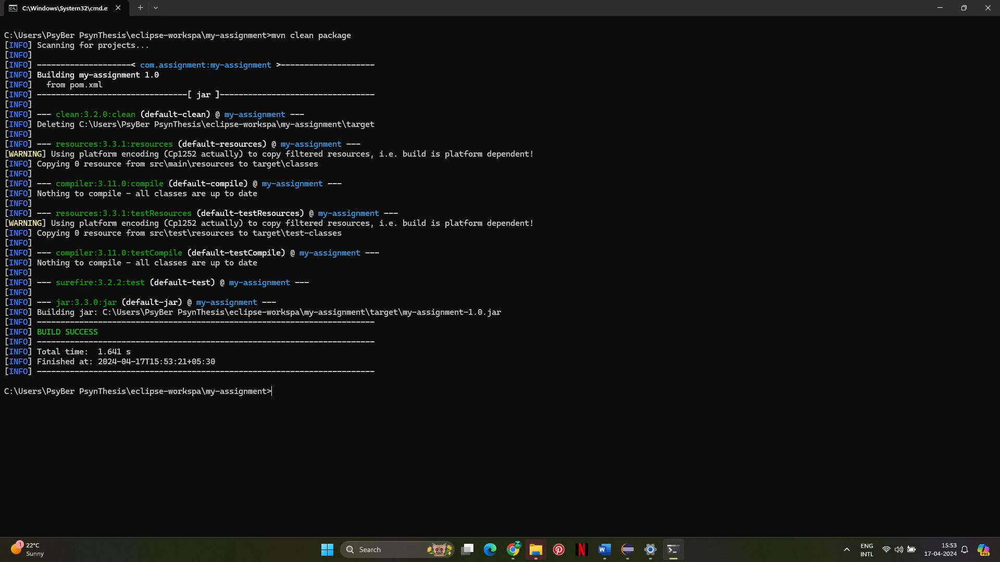 C:\Windows\System32\cmd.e
C:\Users\PsyBer PsynThesis\eclipse-workspa\my-assignment>mvn clean package
[INFO] Scanning for projects...
[INFO]
[INFO] --------------------< com.assignment:my-assignment >--------------------
[INFO] Building my-assignment 1.0
[INFO]   from pom.xml
[INFO] --------------------------------[ jar ]---------------------------------
[INFO]
[INFO] --- clean:3.2.0:clean (default-clean) @ my-assignment ---
[INFO] Deleting C:\Users\PsyBer PsynThesis\eclipse-workspa\my-assignment\target
[INFO]
[INFO] --- resources:3.3.1:resources (default-resources) @ my-assignment ---
[WARNING] Using platform encoding (Cp1252 actually) to copy filtered resources, i.e. build is platform dependent!
[INFO] Copying 0 resource from src\main\resources to target\classes
[INFO]
[INFO] --- compiler:3.11.0:compile (default-compile) @ my-assignment ---
[INFO] Nothing to compile - all classes are up to date
[INFO]
[INFO] --- resources:3.3.1:testResources (default-testResources) @ my-assignment ---
[WARNING] Using platform encoding (Cp1252 actually) to copy filtered resources, i.e. build is platform dependent!
[INFO] Copying 0 resource from src\test\resources to target\test-classes
[INFO]
[INFO] --- compiler:3.11.0:testCompile (default-testCompile) @ my-assignment ---
[INFO] Nothing to compile - all classes are up to date
[INFO]
[INFO] --- surefire:3.2.2:test (default-test) @ my-assignment ---
[INFO]
[INFO] --- jar:3.3.0:jar (default-jar) @ my-assignment ---
[INFO] Building jar: C:\Users\PsyBer PsynThesis\eclipse-workspa\my-assignment\target\my-assignment-1.0.jar
[INFO] ------------------------------------------------------------------------
[INFO] BUILD SUCCESS
[INFO] ------------------------------------------------------------------------
[INFO] Total time:  1.641 s
[INFO] Finished at: 2024-04-17T15:53:21+05:30
[INFO] ------------------------------------------------------------------------
C:\Users\PsyBer PsynThesis\eclipse-workspa\my-assignment>
1
22°C
Sunny
Search
N
W
ENG
INTL
15:53
17-04-2024
PRE